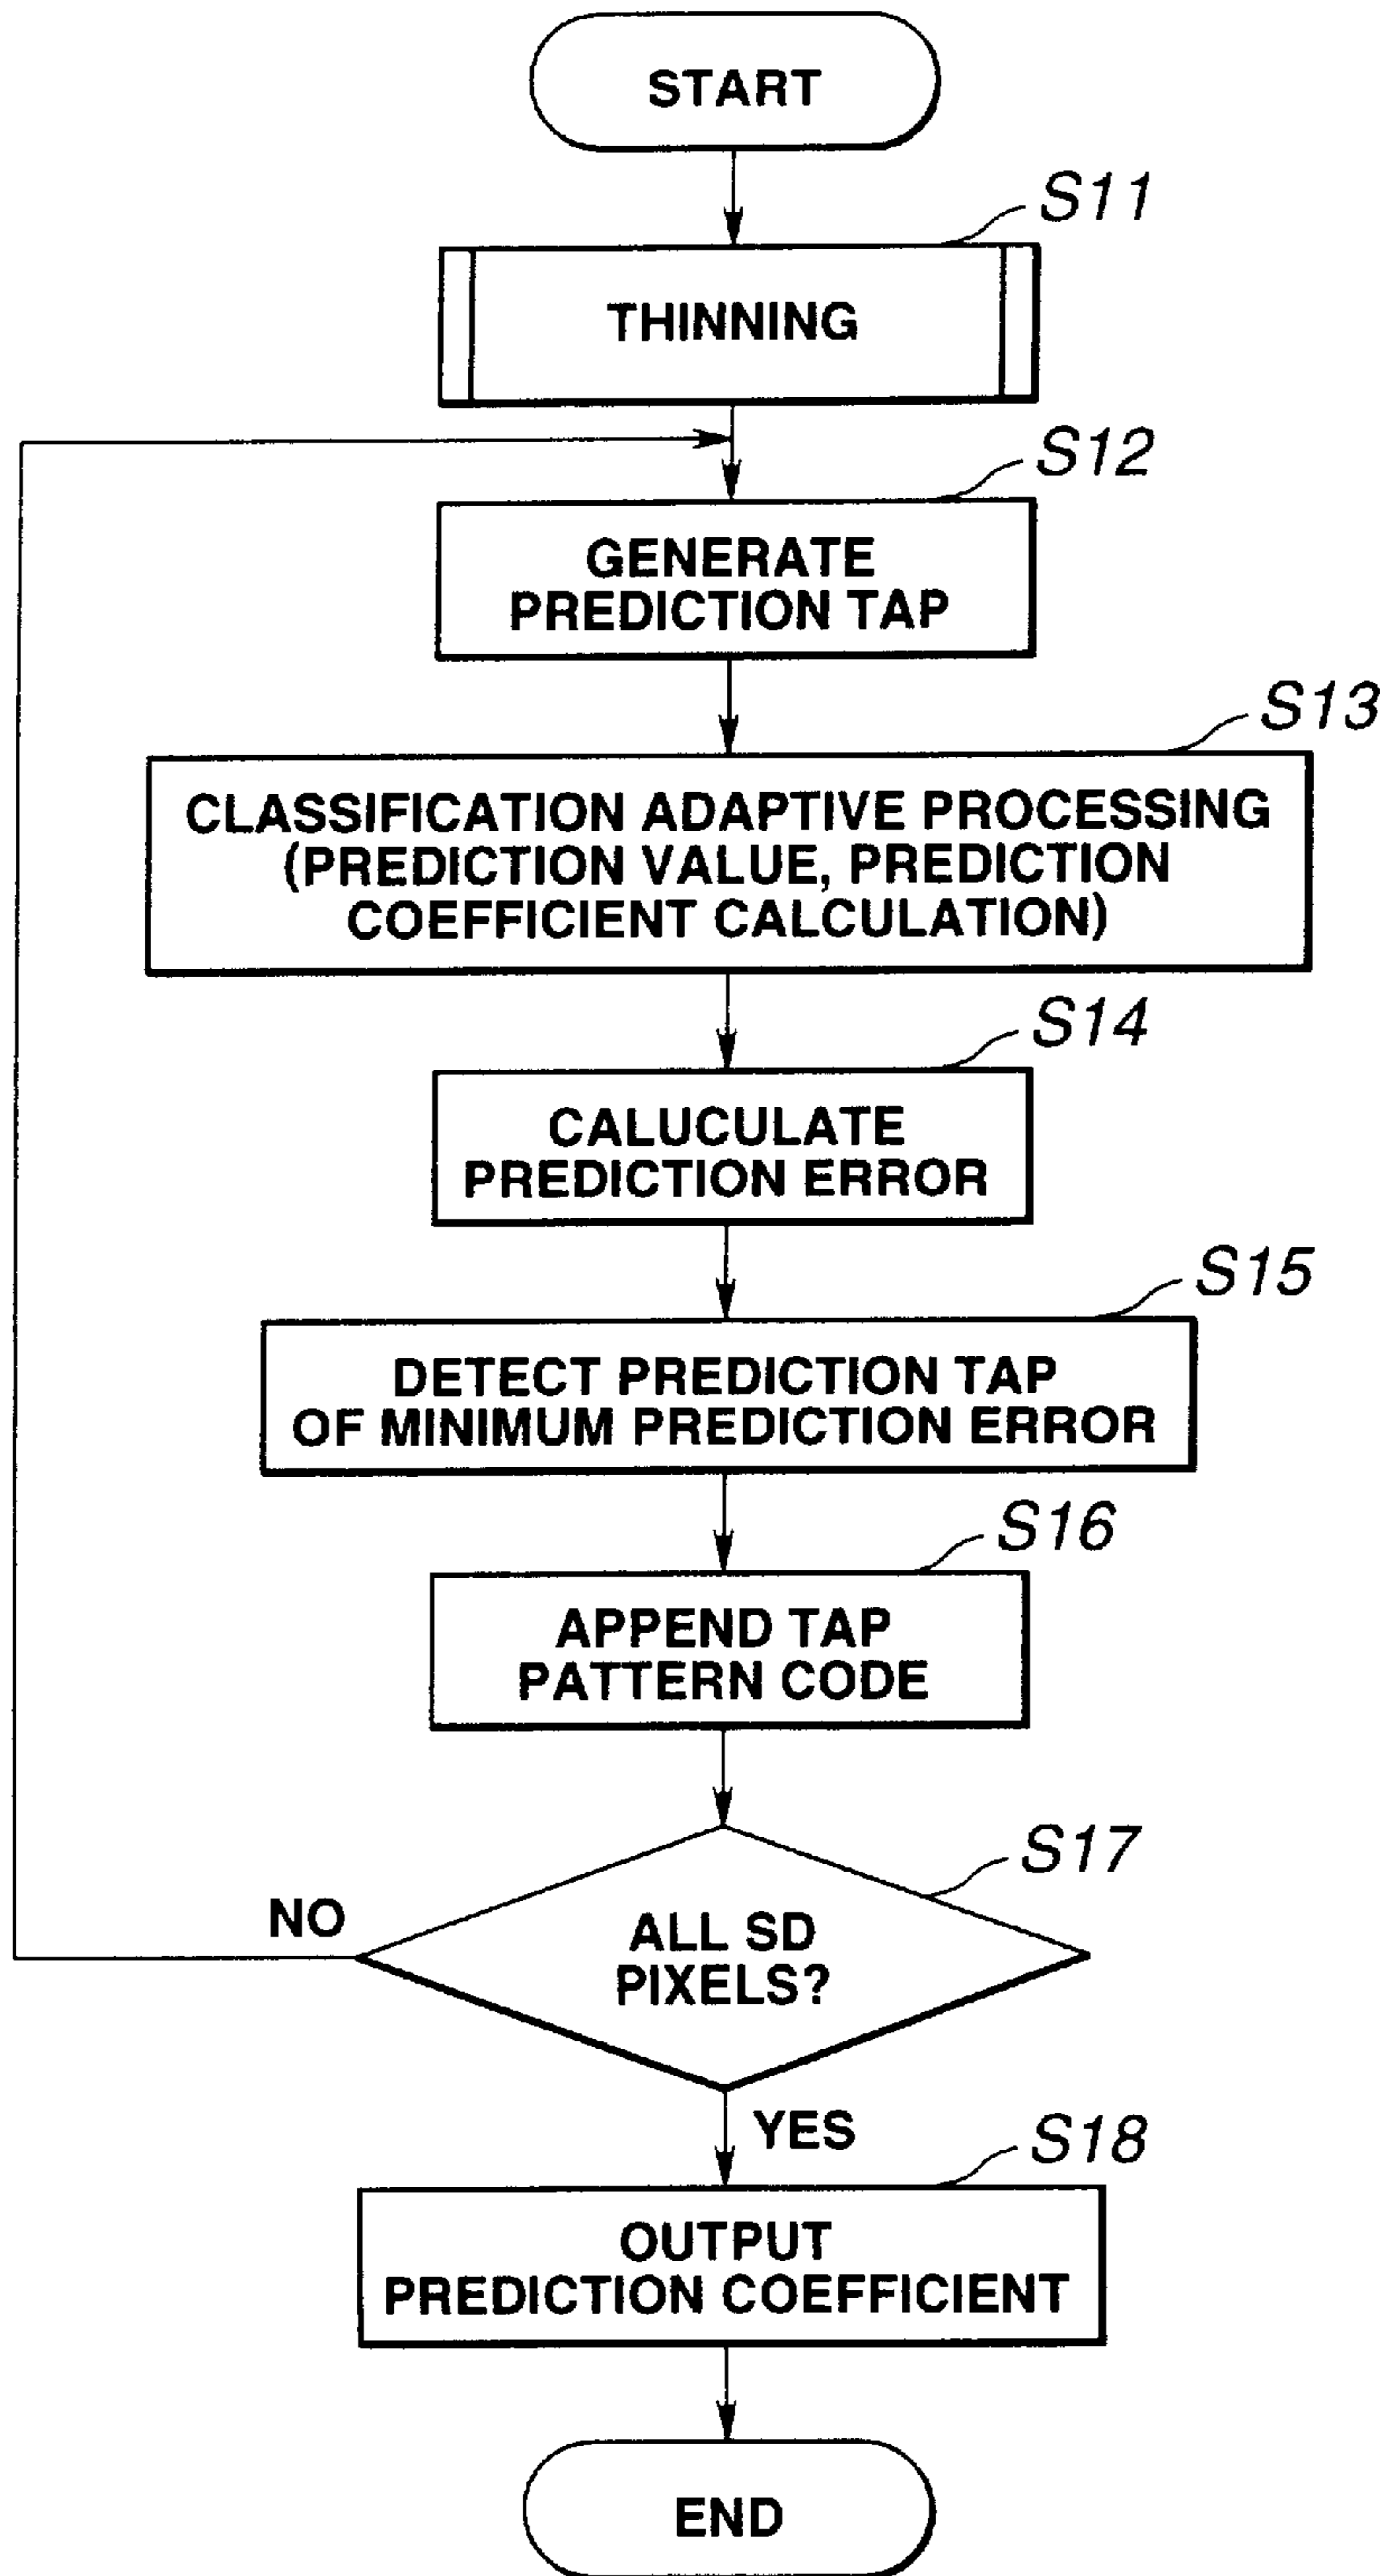 START
S11
THINNING
S12
GENERATE
PREDICTION TAP
S13
CLASSIFICATION ADAPTIVE PROCESSING
(PREDICTION VALUE, PREDICTION
COEFFICIENT CALCULATION)
S14
CALUCULATE
PREDICTION ERROR
S15
DETECT PREDICTION TAP
OF MINIMUM PREDICTION ERROR
S16
APPEND TAP
PATTERN CODE
S17
NO
ALL SD
PIXELS?
YES
S18
OUTPUT
PREDICTION COEFFICIENT
END